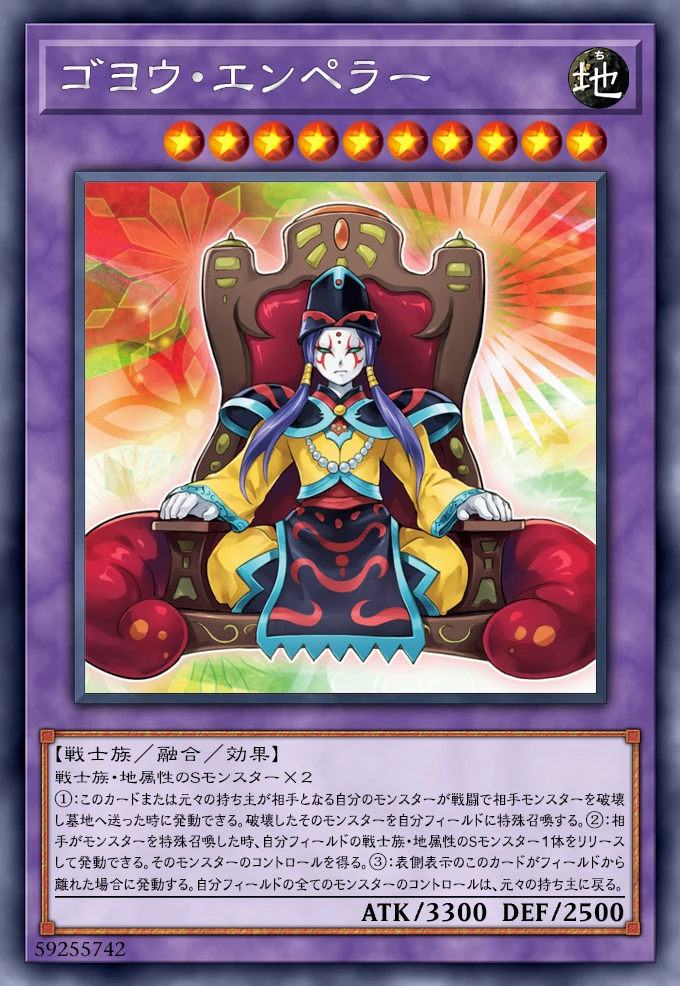 ゴヨウ・エンペラー
ち
地
【戦士族／融合／効果】
戦士族・地属性のSモンスター×2
①：このカードまたは元々の持ち主が相手となる自分のモンスターが戦闘で相手モンスターを破壊
し墓地へ送った時に発動できる。破壊したそのモンスターを自分フィールドに特殊召喚する。②：相
手がモンスターを特殊召喚した時、自分フィールドの戦士族・地属性のSモンスター1体をリリース
して発動できる。そのモンスターのコントロールを得る。③：表側表示のこのカードがフィールドから
離れた場合に発動する。自分フィールドの全てのモンスターのコントロールは、元々の持ち主に戻る。
ATK/3300 DEF/2500
59255742